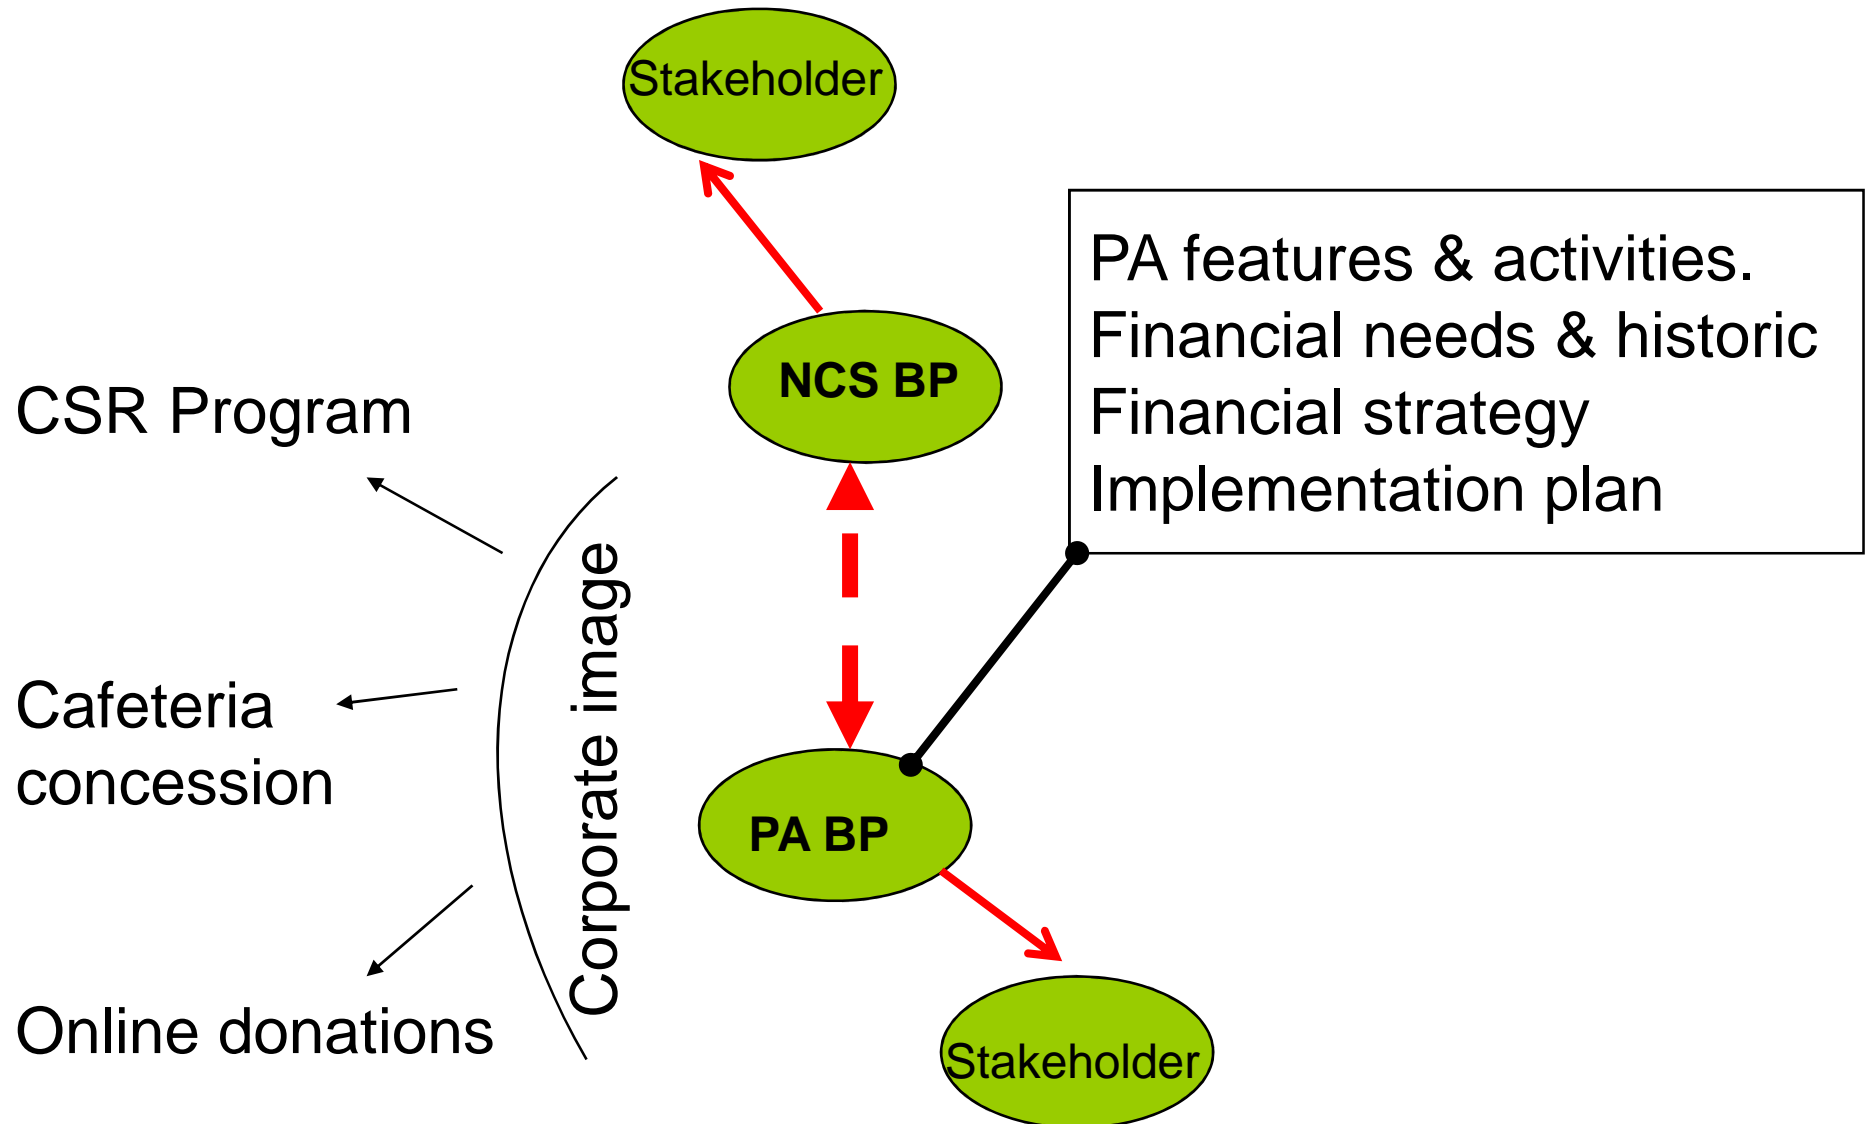 Stakeholder
NCS BP
PA features & activities.
Financial needs & historic
Financial strategy
Implementation plan
CSR Program
Corporate image
Cafeteria
concession
PA BP
Online donations
Stakeholder